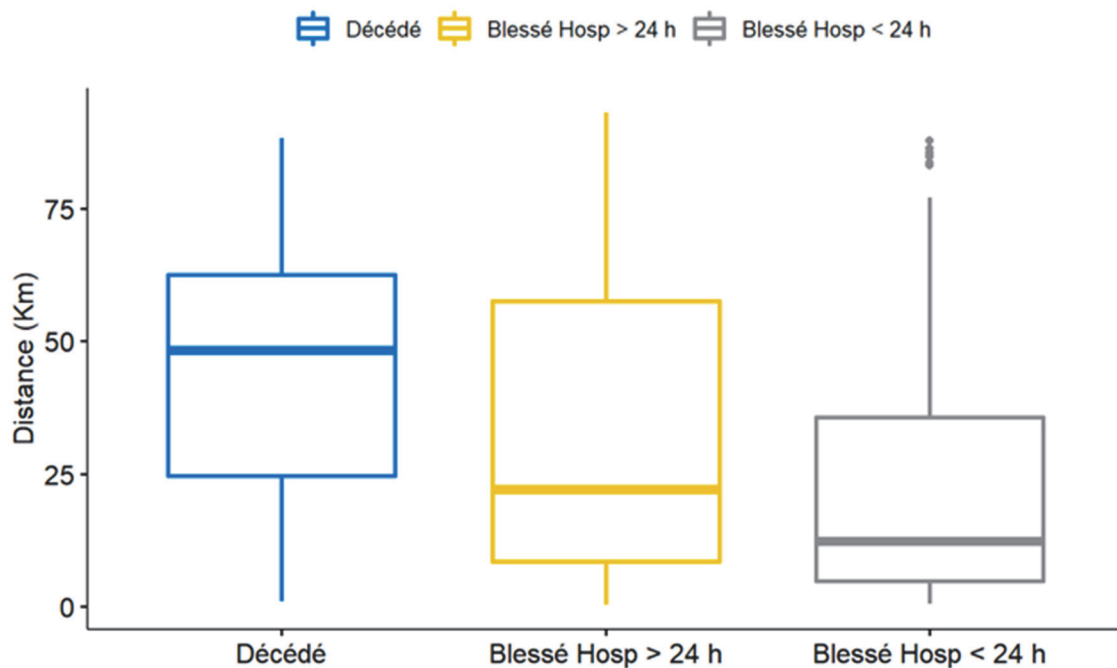 Décédé Blessé Hosp > 24 h Blessé Hosp < 24 h
Distance (Km)
75
50
25
0
Décédé Blessé Hosp > 24 h Blessé Hosp < 24 h